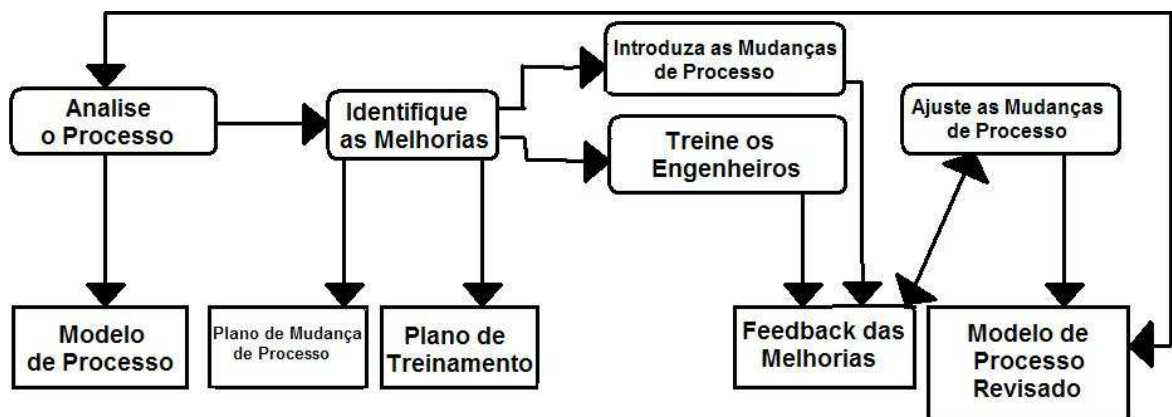 Analise
o Processo
Identifique
as Melhorias
Introduza as Mudanças
de Processo
Treine os
Engenheiros
Ajuste as Mudanças
de Processo
Modelo
de Processo
Plano de Mudança
de Processo
Plano de
Treinamento
Feedback das
Melhorias
Modelo de
Processo
Revisado